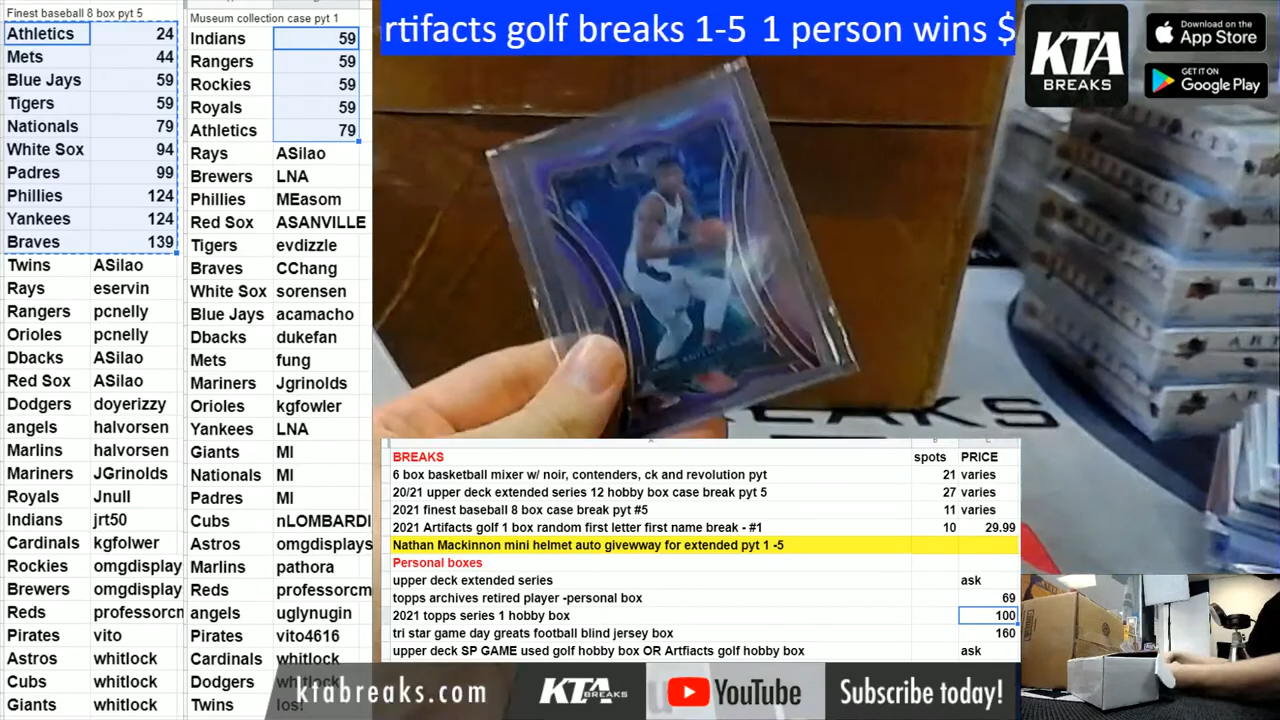 Finest baseball 8 box pyt 5
Athletics 24
Mets 44
Blue Jays 59
Tigers 59
Nationals 79
White Sox 94
Padres 99
Phillies 124
Yankees 124
Braves 139
Twins ASilao
Rays eservin
Rangers pcnelly
Orioles pcnelly
Dbacks ASilao
Red Sox ASilao
Dodgers doyerizzy
angels halvorsen
Marlins halvorsen
Mariners JGrinolds
Royals Jnull
Indians jrt50
Cardinals kgfolwer
Rockies omgdisplay
Brewers omgdisplay
Reds professorcn
Pirates vito
Astros whitlock
Cubs whitlock
Giants whitlock
Museum collection case pyt 1
Indians 59
Rangers 59
Rockies 59
Royals 59
Athletics 79
Rays ASilao
Brewers LNA
Phillies MEasom
Red Sox ASANVILLE
Tigers evdizzle
Braves CChang
White Sox sorensen
Blue Jays acamacho
Dbacks dukefan
Mets fung
Mariners Jgrinolds
Orioles kgfowler
Yankees LNA
Giants MI
Nationals MI
Padres MI
Cubs nLOMBARDI
Astros omgdisplays
Marlins pathora
Reds professorcm
angels uglynugin
Pirates vito4616
Cardinals whitlock
Dodgers whitlock
Twins los!
rtifacts golf breaks 1-5 1 person wins $
KTA
BREAKS
Download on the
App Store
GET IT ON
Google Play
ARTIFACTS
REAKS
BREAKS spots PRICE
6 box basketball mixer w/ noir, contenders, ck and revolution pyt 21 varies
20/21 upper deck extended series 12 hobby box case break pyt 5 27 varies
2021 finest baseball 8 box case break pyt #5 11 varies
2021 Artifacts golf 1 box random first letter first name break - #1 10 29.99
Nathan Mackinnon mini helmet auto givewway for extended pyt 1 -5
Personal boxes
upper deck extended series ask
topps archives retired player -personal box 69
2021 topps series 1 hobby box 100
tri star game day greats football blind jersey box 160
upper deck SP GAME used golf hobby box OR Artfiacts golf hobby box ask
ktabreaks.com
KTA BREAKS
YouTube
Subscribe today!